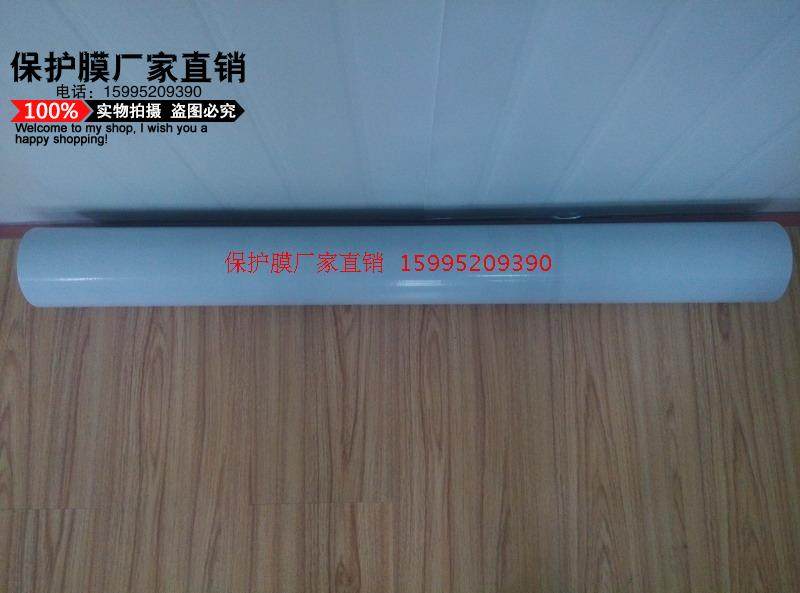 保护膜厂家直销
电话：15995209390
100% 实物拍摄 盗图必究
Welcome to my shop, I wish you a
happy shopping!
保护膜厂家直销 15995209390